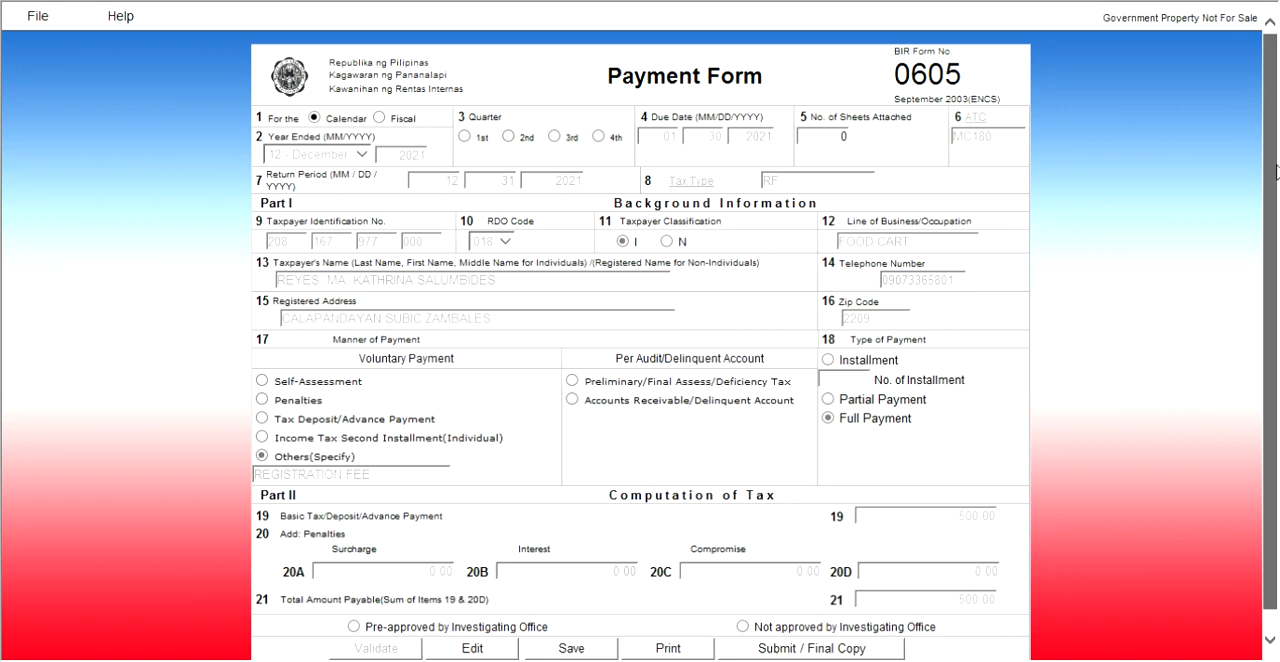 File Help Government Property Not For Sale
Republika ng Pilipinas
Kagawaran ng Pananalapi
Kawanihan ng Rentas Internas
Payment Form
BIR Form No.
0605
September 2003(ENCS)
1 For the Calendar Fiscal
2 Year Ended (MM/YYYY)
12 - December 2021
3 Quarter
1st 2nd 3rd 4th
4 Due Date (MM/DD/YYYY)
01 30 2021
5 No. of Sheets Attached
0
6 ATC
MC180
7 Return Period (MM / DD /
YYYY)
12 31 2021
8 Tax Type RF
Part I Background Information
9 Taxpayer Identification No.
208 167 977 000
10 RDO Code
018
11 Taxpayer Classification
I N
12 Line of Business/Occupation
FOOD CART
13 Taxpayer's Name (Last Name, First Name, Middle Name for Individuals) /(Registered Name for Non-Individuals)
REYES MA KATHRINA SALUMBIDES
14 Telephone Number
09073365801
15 Registered Address
CALAPANDAYAN SUBIC ZAMBALES
16 Zip Code
2209
17 Manner of Payment
18 Type of Payment
Voluntary Payment
Per Audit/Delinquent Account
Self-Assessment
Penalties
Tax Deposit/Advance Payment
Income Tax Second Installment(Individual)
Others(Specify)
REGISTRATION FEE
Preliminary/Final Assess/Deficiency Tax
Accounts Receivable/Delinquent Account
Installment
No. of Installment
Partial Payment
Full Payment
Part II Computation of Tax
19 Basic Tax/Deposit/Advance Payment 19 500.00
20 Add: Penalties
Surcharge Interest Compromise
20A 0.00 20B 0.00 20C 0.00 20D 0.00
21 Total Amount Payable(Sum of Items 19 & 20D) 21 500.00
Pre-approved by Investigating Office Not approved by Investigating Office
Validate Edit Save Print Submit / Final Copy